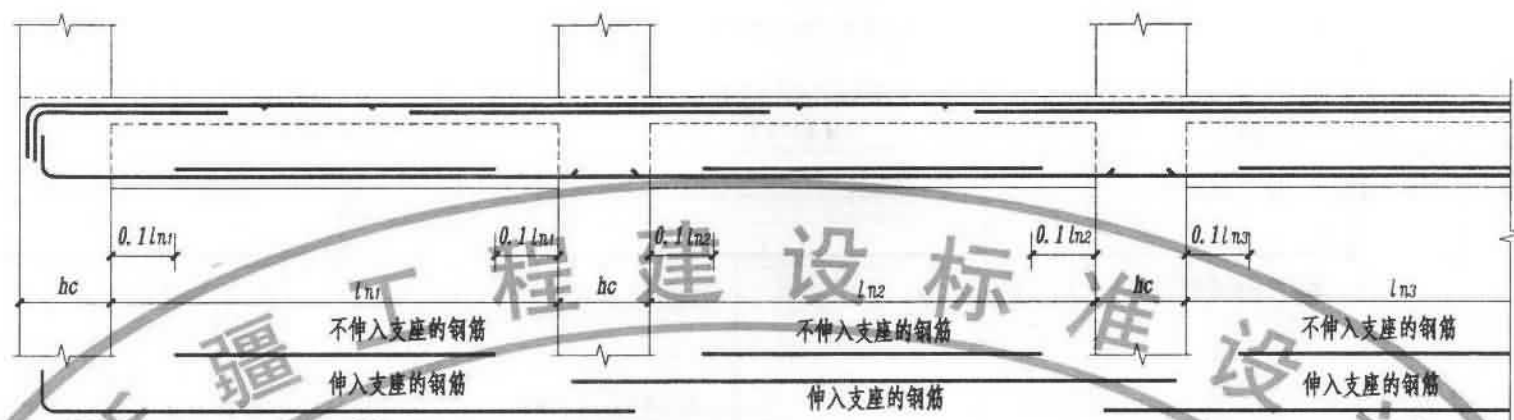 0.1ln1 0.1ln1 0.1ln2 0.1ln2 0.1ln3
hc ln1 hc ln2 hc ln3
不伸入支座的钢筋 不伸入支座的钢筋 不伸入支座的钢筋
伸入支座的钢筋 伸入支座的钢筋 伸入支座的钢筋
疆工程建设标准设